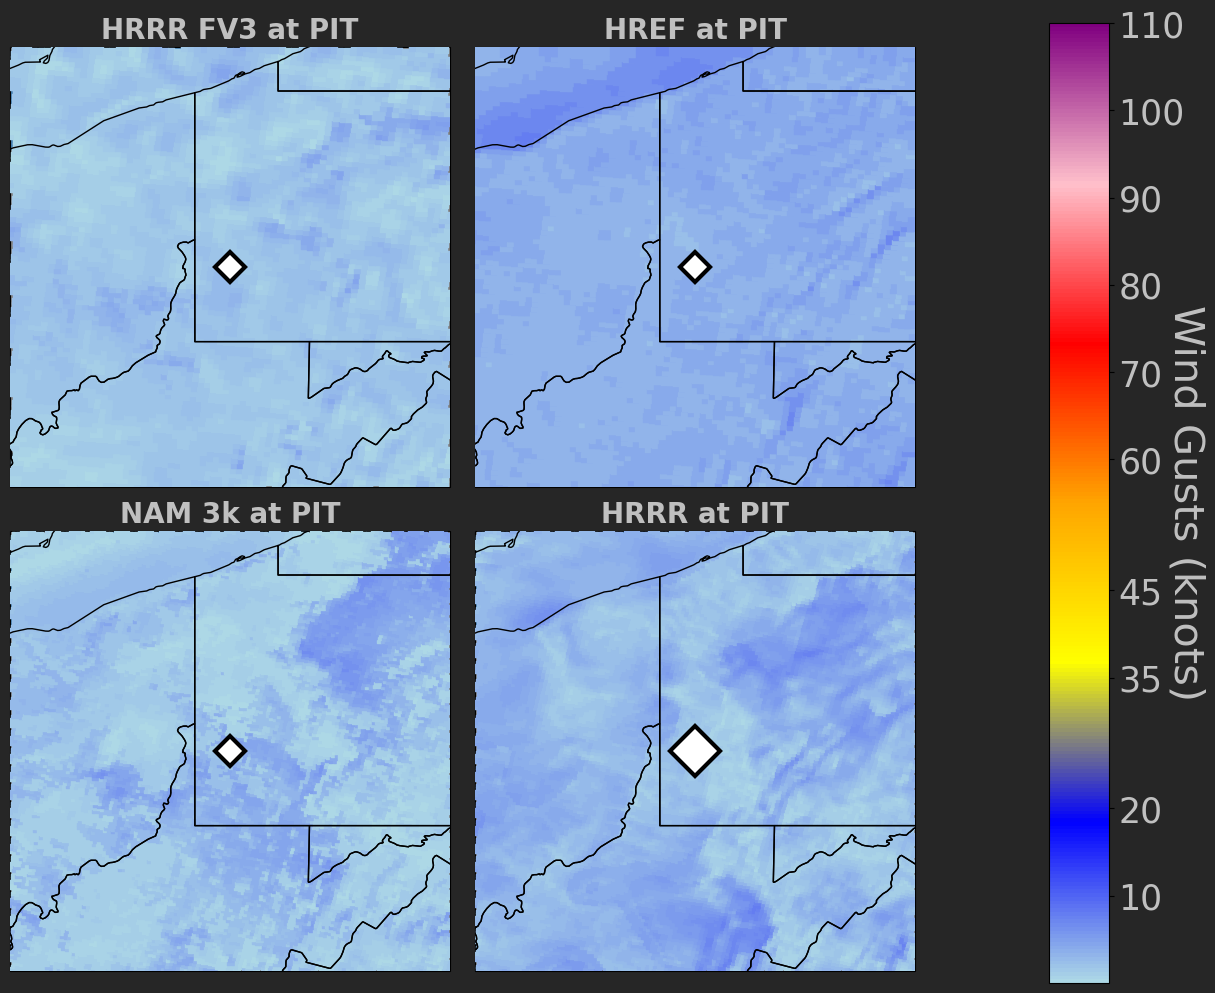 HRRR FV3 at PIT
HREF at PIT
NAM 3k at PIT
HRRR at PIT
110
100
90
80
70
60
45
35
20
10
Wind Gusts (knots)